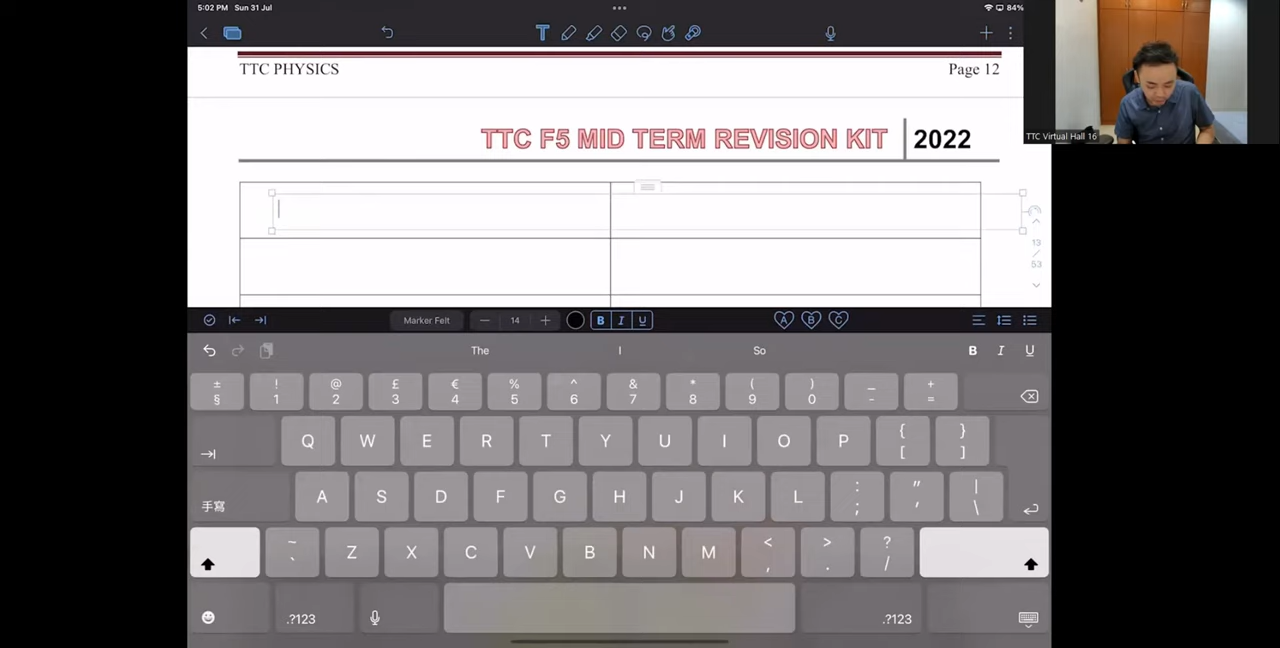 5:02 PM Sun 31 Jul
84%
TTC PHYSICS
Page 12
TTC F5 MID TERM REVISION KIT
2022
TTC Virtual Hall 16
13
/
53
Marker Felt
— 14 +
B I U
A B C
The
I
So
B I U
± ! @ £ € % ^ & * ( ) _ +
§ 1 2 3 4 5 6 7 8 9 0 - =
Q W E R T Y U I O P { }
[ ]
A S D F G H J K L : " |
手寫
; ' \
~ < > ?
` Z X C V B N M , . /
.?123
.?123